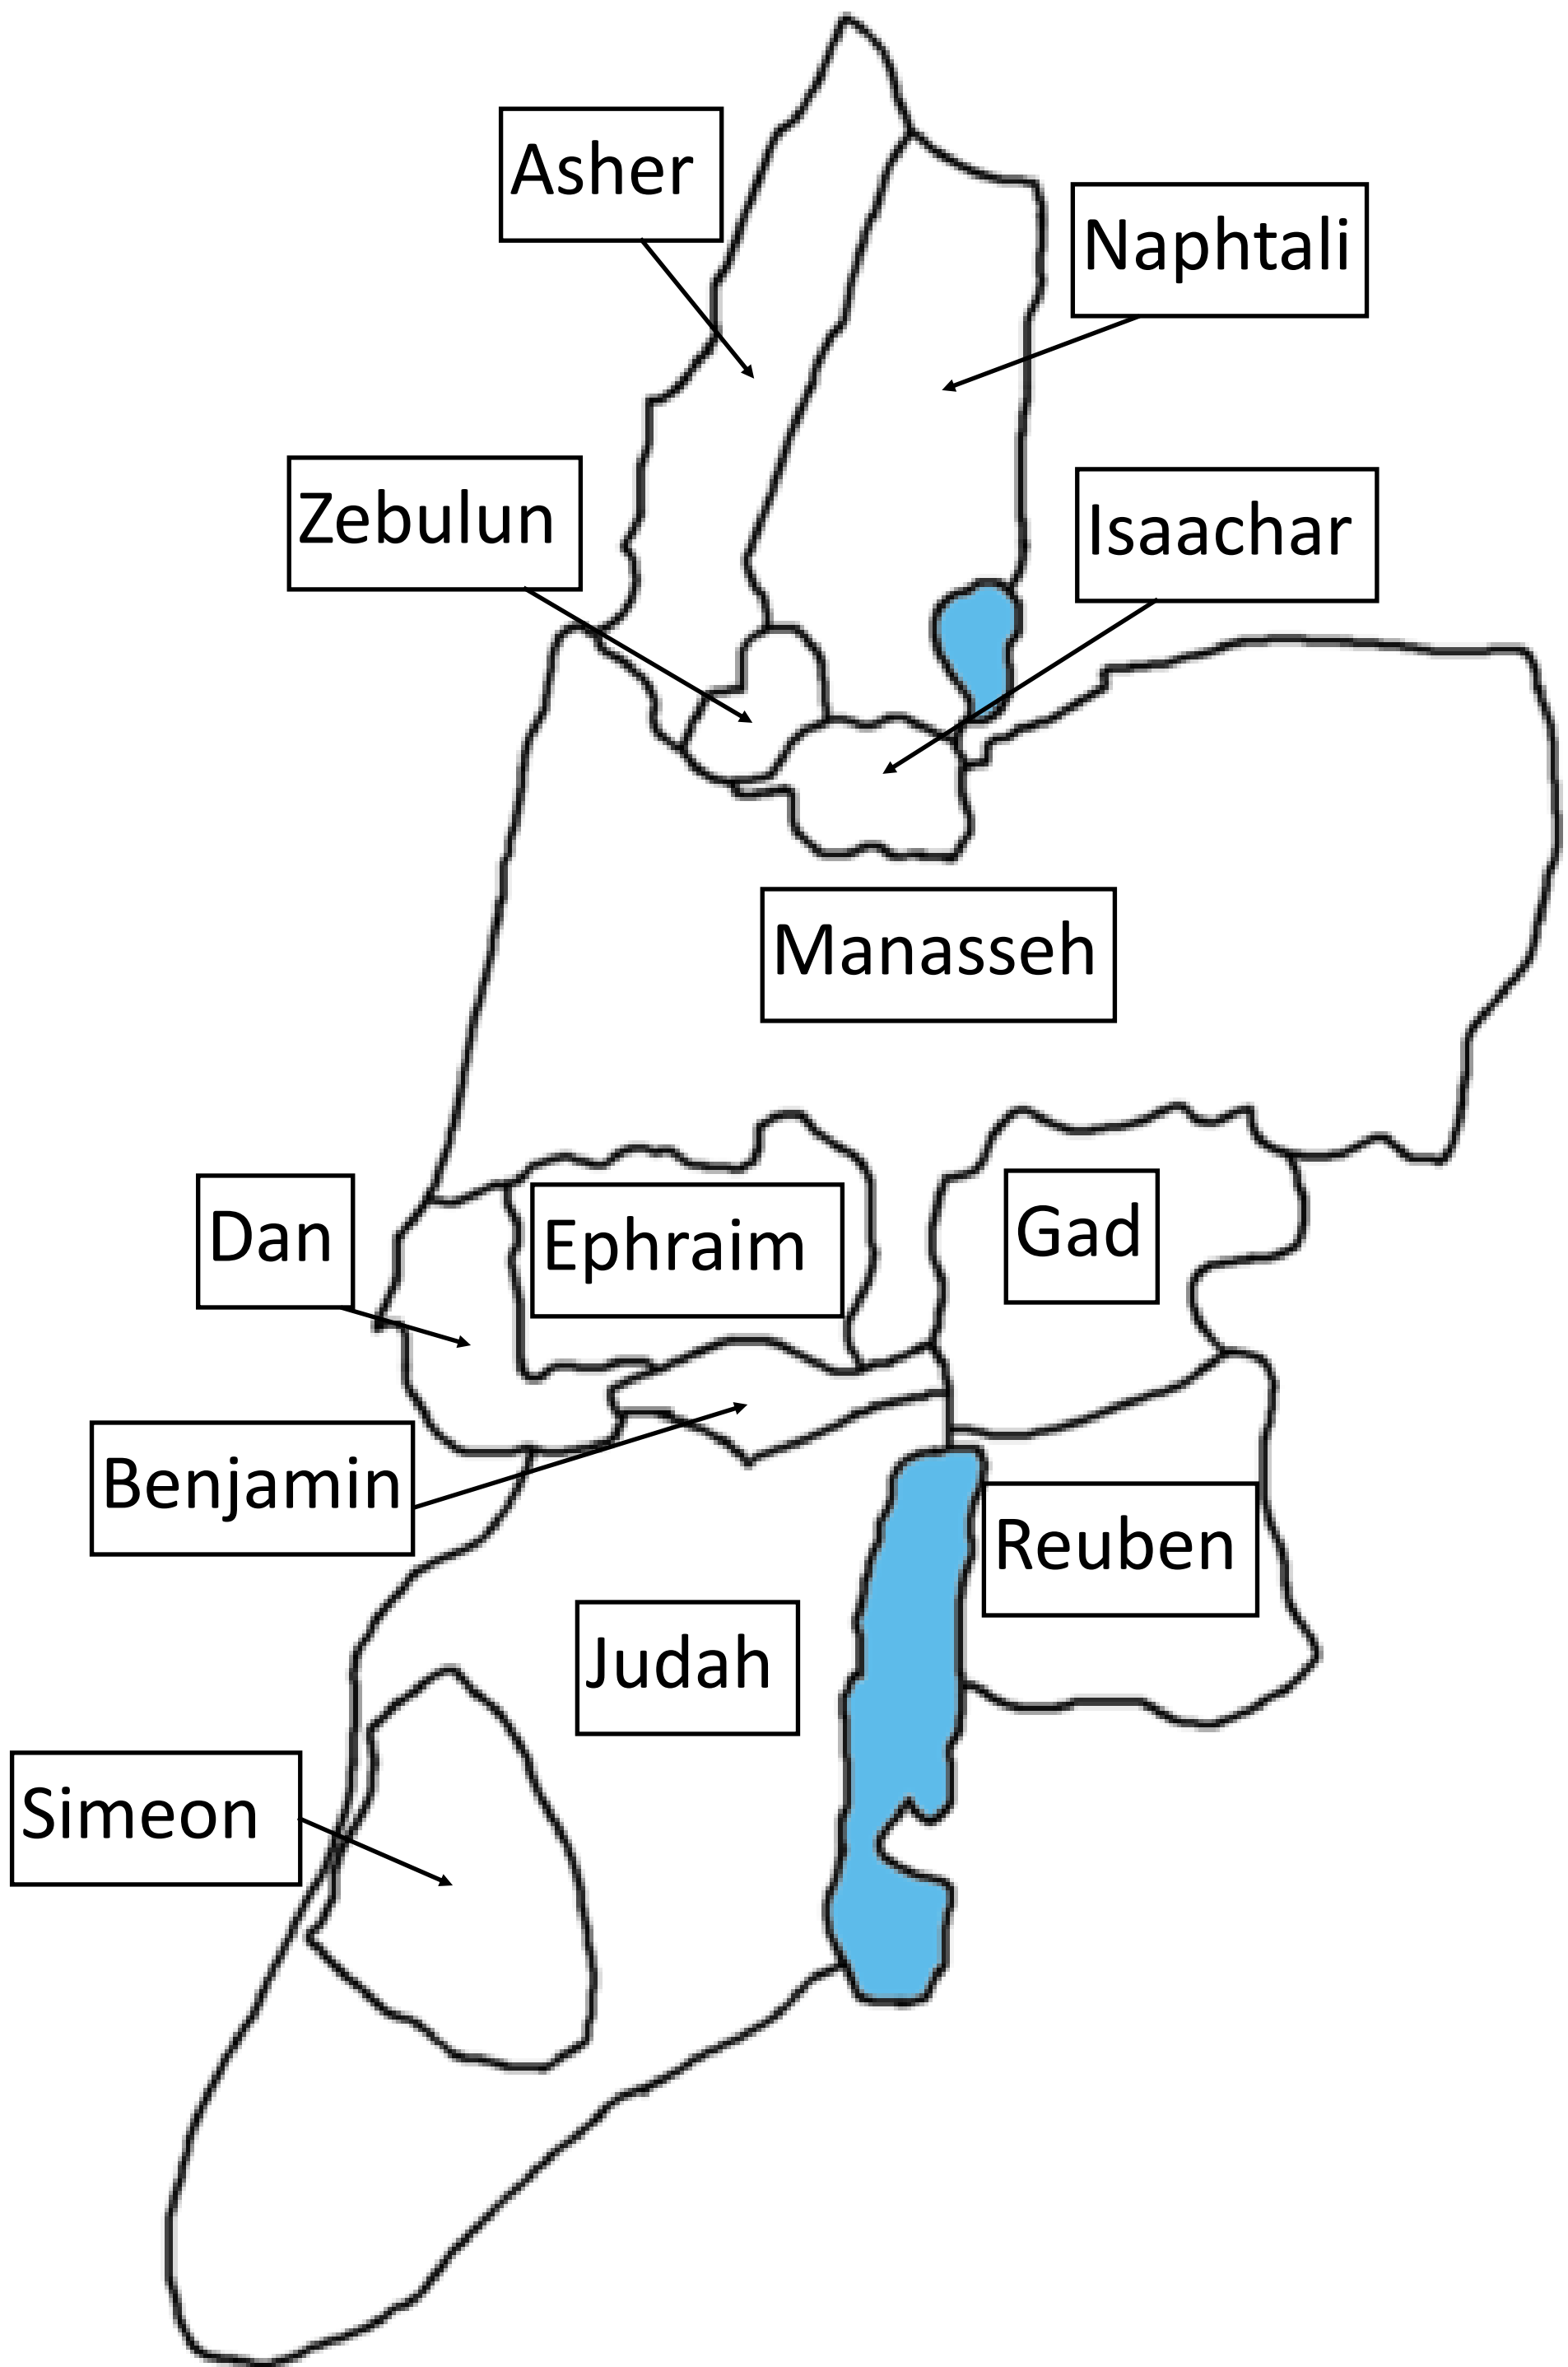 Asher
Naphtali
Zebulun
Isaachar
Manasseh
Dan
Ephraim
Gad
Benjamin
Reuben
Judah
Simeon